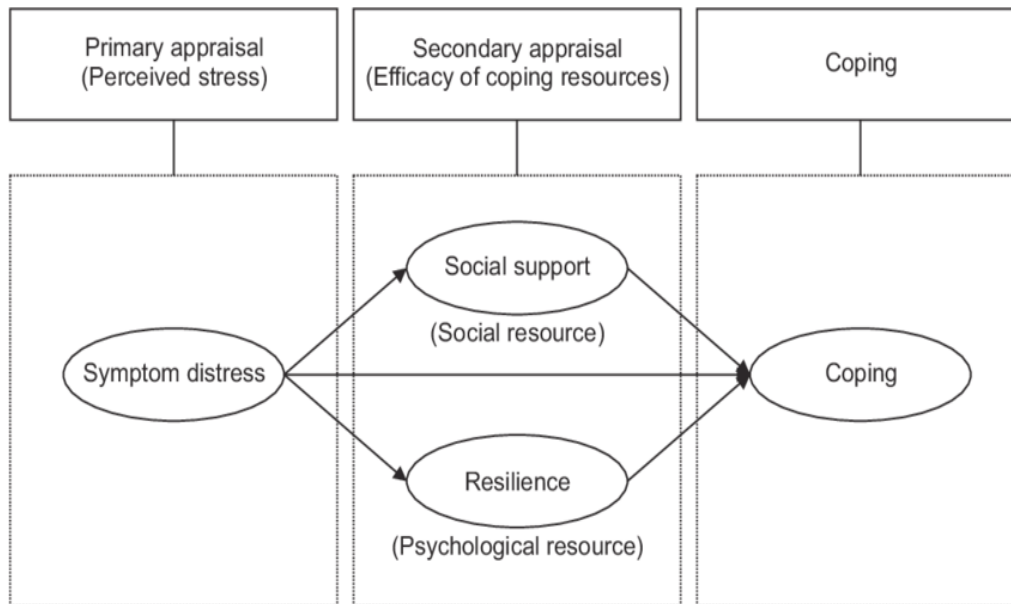 Primary appraisal
(Perceived stress)
Secondary appraisal
(Efficacy of coping resources)
Coping
Social support
(Social resource)
Symptom distress
Coping
Resilience
(Psychological resource)